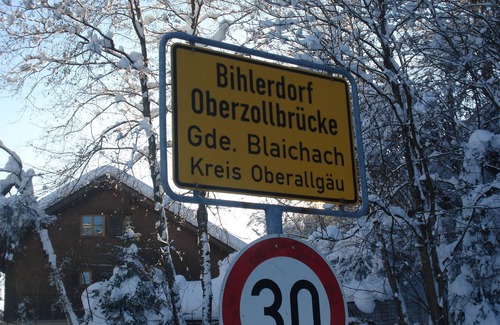 Bihlerdorf
Oberzollbrücke
Gde. Blaichach
Kreis Oberallgäu
30